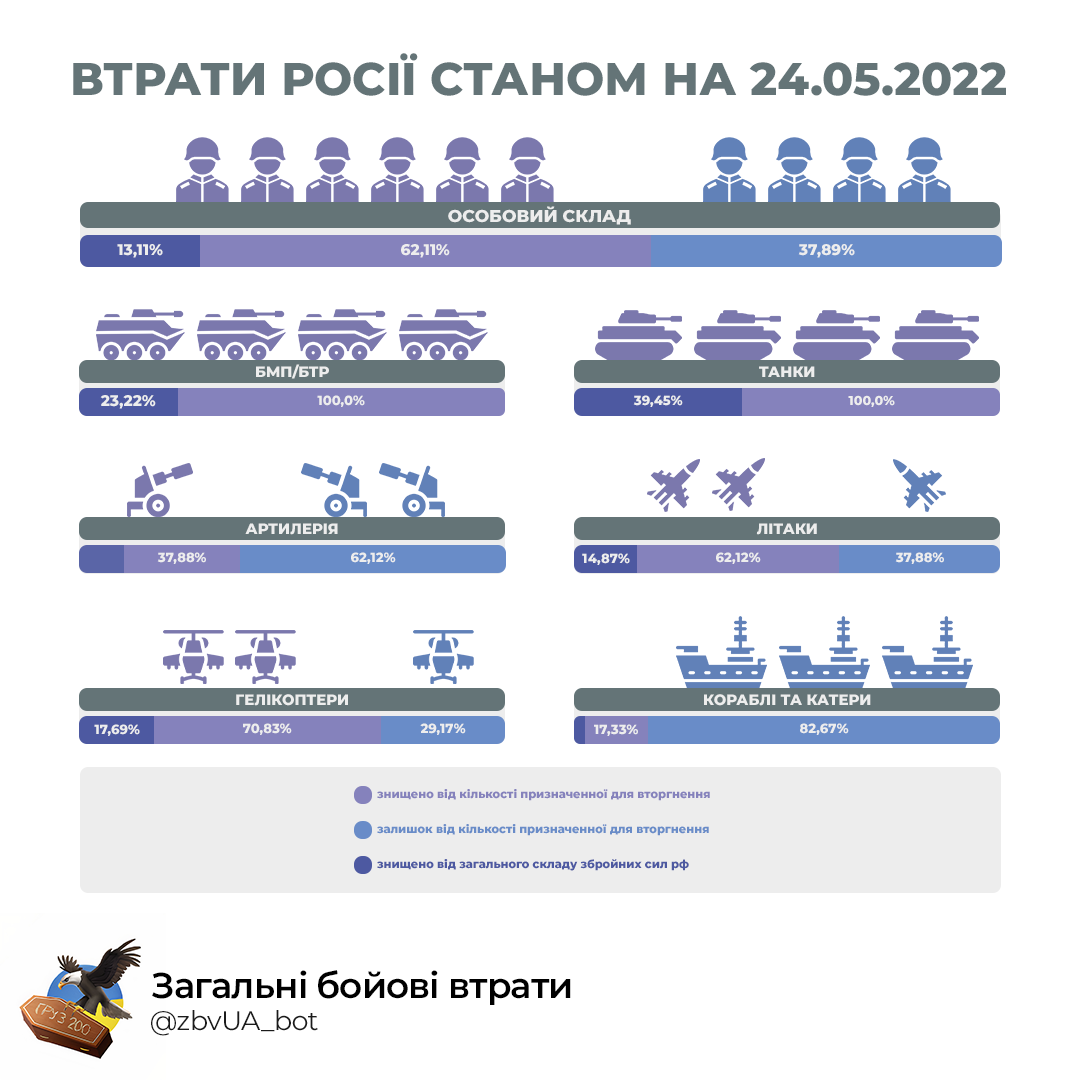 ВТРАТИ РОСІЇ СТАНОМ НА 24.05.2022
ОСОБОВИЙ СКЛАД
13,11% 62,11% 37,89%
БМП/БТР
23,22% 100,0%
ТАНКИ
39,45% 100,0%
АРТИЛЕРІЯ
37,88% 62,12%
ЛІТАКИ
14,87% 62,12% 37,88%
ГЕЛІКОПТЕРИ
17,69% 70,83% 29,17%
КОРАБЛІ ТА КАТЕРИ
17,33% 82,67%
знищено від кількості призначенної для вторгнення
залишок від кількості призначенної для вторгнення
знищено від загального складу збройних сил рф
ГРУЗ 200
Загальні бойові втрати
@zbvUA_bot